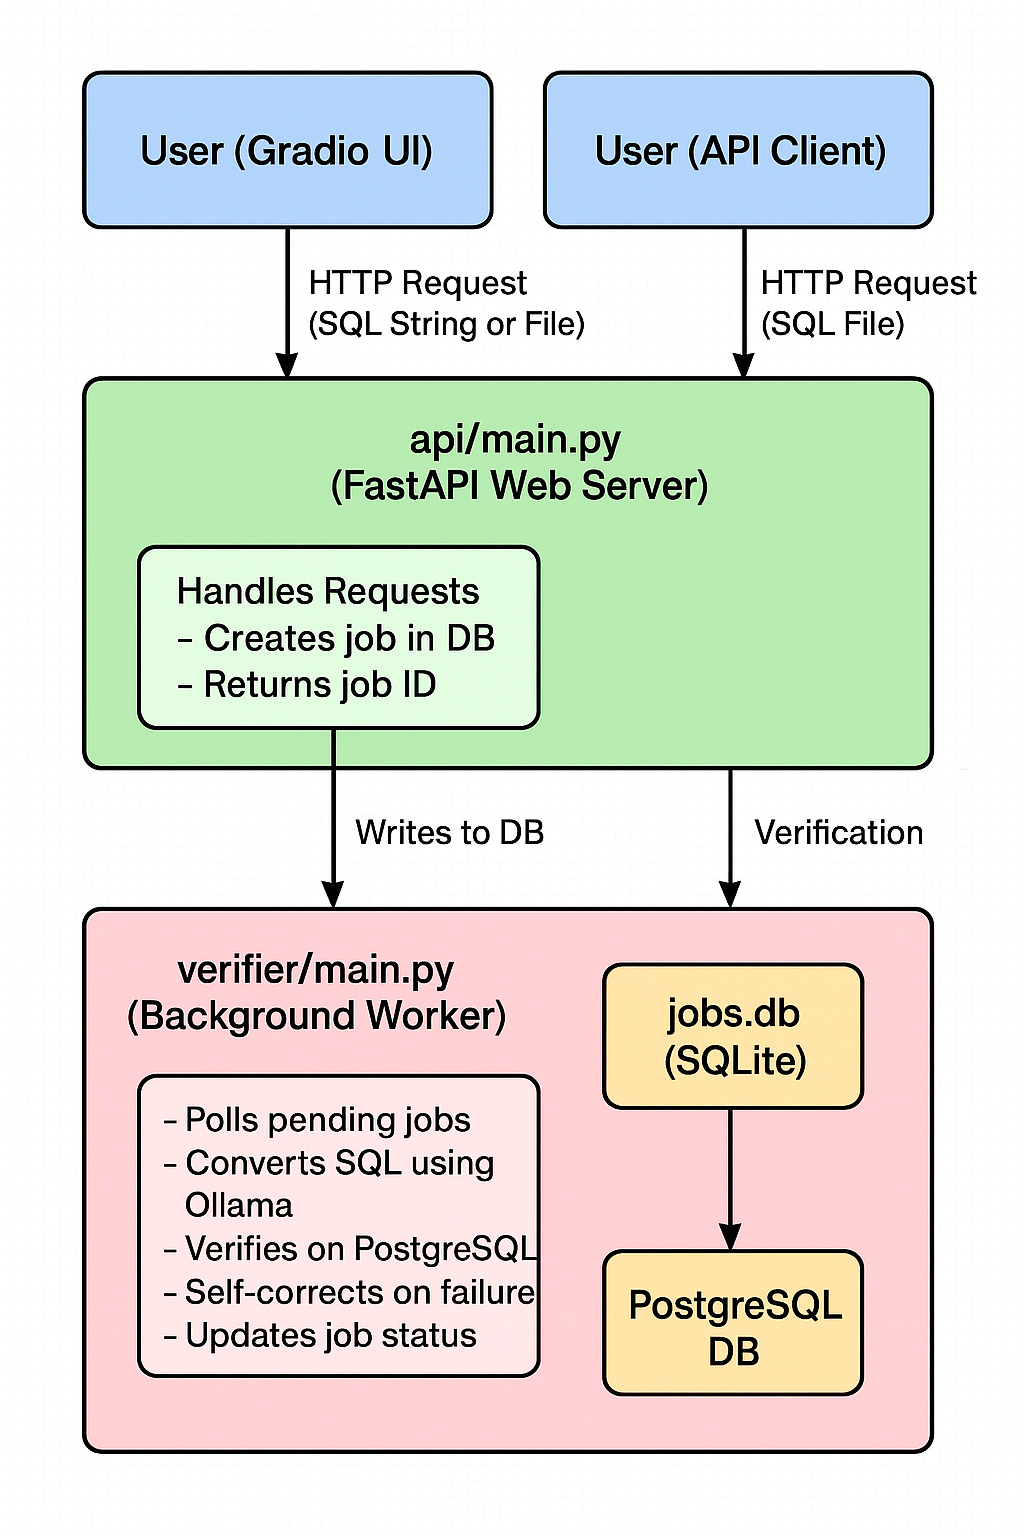 User (Gradio UI)
User (API Client)
HTTP Request
(SQL String or File)
HTTP Request
(SQL File)
api/main.py
(FastAPI Web Server)
Handles Requests
– Creates job in DB
– Returns job ID
Writes to DB
Verification
verifier/main.py
(Background Worker)
– Polls pending jobs
– Converts SQL using
Ollama
– Verifies on PostgreSQL
– Self-corrects on failure
– Updates job status
jobs.db
(SQLite)
PostgreSQL
DB